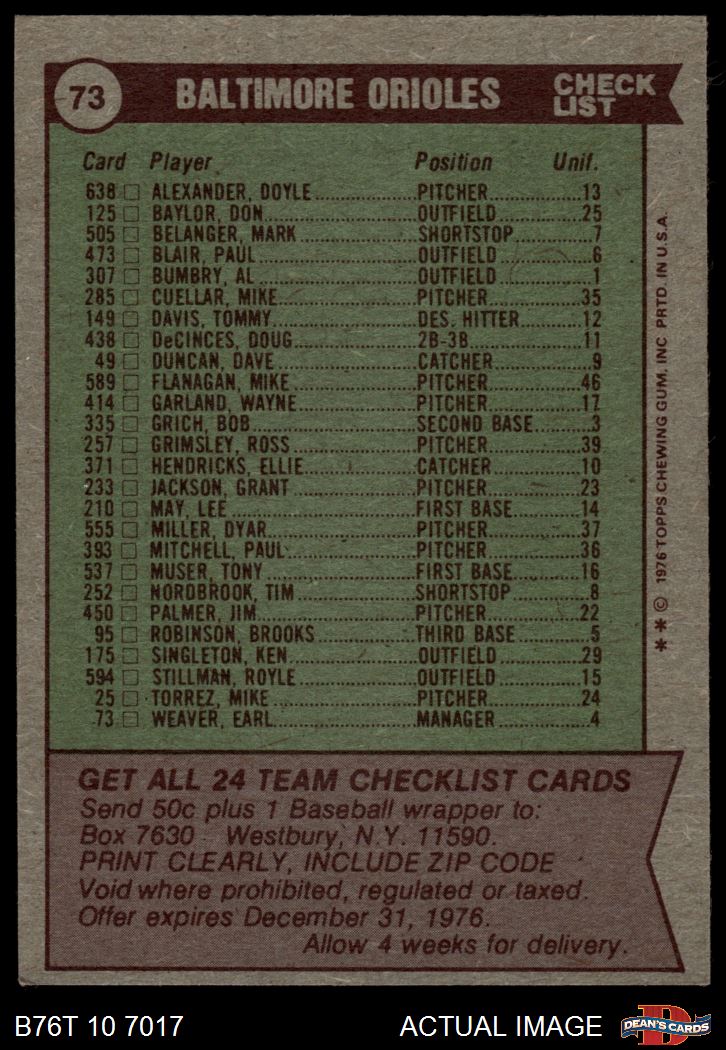 73 BALTIMORE ORIOLES CHECK LIST
Card Player Position Unif.
638 ALEXANDER, DOYLE PITCHER 13
125 BAYLOR, DON OUTFIELD 25
505 BELANGER, MARK SHORTSTOP 7
473 BLAIR, PAUL OUTFIELD 6
307 BUMBRY, AL OUTFIELD 1
285 CUELLAR, MIKE PITCHER 35
149 DAVIS, TOMMY DES. HITTER 12
438 DeCINCES, DOUG 2B-3B 11
49 DUNCAN, DAVE CATCHER 9
589 FLANAGAN, MIKE PITCHER 46
414 GARLAND, WAYNE PITCHER 17
335 GRICH, BOB SECOND BASE 3
257 GRIMSLEY, ROSS PITCHER 39
371 HENDRICKS, ELLIE CATCHER 10
233 JACKSON, GRANT PITCHER 23
210 MAY, LEE FIRST BASE 14
555 MILLER, DYAR PITCHER 37
393 MITCHELL, PAUL PITCHER 36
537 MUSER, TONY FIRST BASE 16
252 NORDBROOK, TIM SHORTSTOP 8
450 PALMER, JIM PITCHER 22
95 ROBINSON, BROOKS THIRD BASE 5
175 SINGLETON, KEN OUTFIELD 29
594 STILLMAN, ROYLE OUTFIELD 15
25 TORREZ, MIKE PITCHER 24
73 WEAVER, EARL MANAGER 4
** © 1976 TOPPS CHEWING GUM, INC PRTD. IN U.S.A.
GET ALL 24 TEAM CHECKLIST CARDS
Send 50c plus 1 Baseball wrapper to:
Box 7630 Westbury, N.Y. 11590.
PRINT CLEARLY, INCLUDE ZIP CODE
Void where prohibited, regulated or taxed.
Offer expires December 31, 1976.
Allow 4 weeks for delivery.
B76T 10 7017 ACTUAL IMAGE DEAN'S CARDS